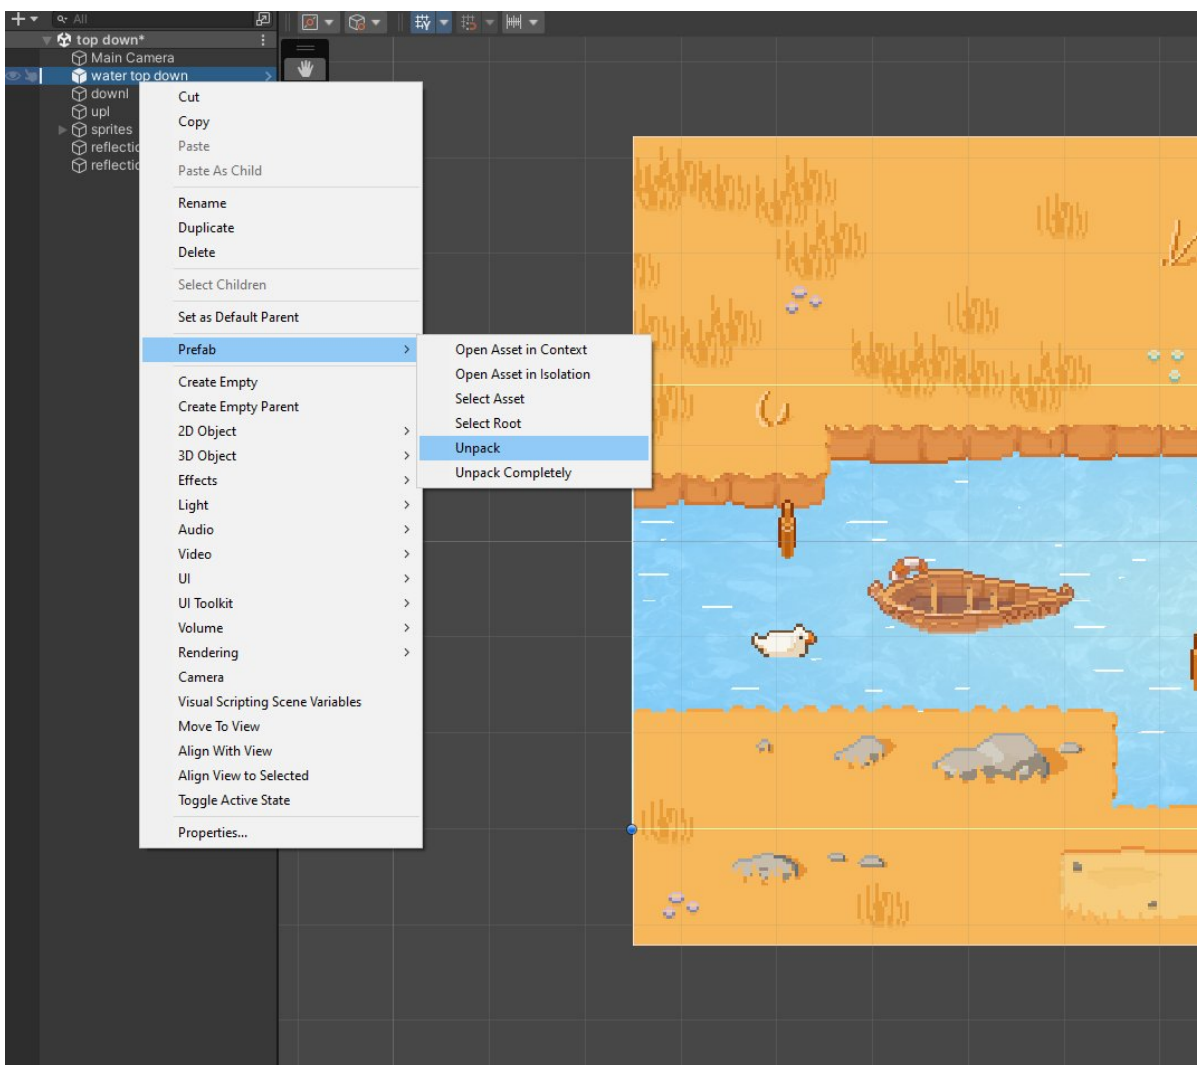 All
top down*
Main Camera
water top down
downl
upl
sprites
reflectic
reflectic
Cut
Copy
Paste
Paste As Child
Rename
Duplicate
Delete
Select Children
Set as Default Parent
Prefab
Open Asset in Context
Open Asset in Isolation
Select Asset
Select Root
Unpack
Unpack Completely
Create Empty
Create Empty Parent
2D Object
3D Object
Effects
Light
Audio
Video
UI
UI Toolkit
Volume
Rendering
Camera
Visual Scripting Scene Variables
Move To View
Align With View
Align View to Selected
Toggle Active State
Properties...